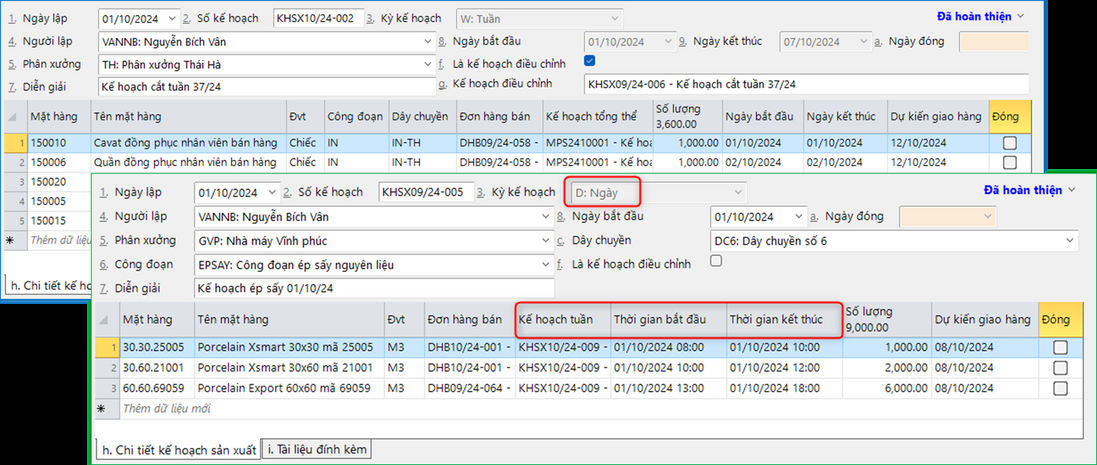 1. Ngày lập 01/10/2024 2. Số kế hoạch KHSX10/24-002 3. Kỳ kế hoạch W: Tuần Đã hoàn thiện
4. Người lập VANNB: Nguyễn Bích Vân 8. Ngày bắt đầu 01/10/2024 9. Ngày kết thúc 07/10/2024 a. Ngày đóng
5. Phân xưởng TH: Phân xưởng Thái Hà f. Là kế hoạch điều chỉnh
7. Diễn giải Kế hoạch cắt tuần 37/24 g. Kế hoạch điều chỉnh KHSX09/24-006 - Kế hoạch cắt tuần 37/24
Mặt hàng Tên mặt hàng Đvt Công đoạn Dây chuyền Đơn hàng bán Kế hoạch tổng thể Số lượng 3,600.00 Ngày bắt đầu Ngày kết thúc Dự kiến giao hàng Đóng
1 150010 Cavat đồng phục nhân viên bán hàng Chiếc IN IN-TH DHB09/24-058 - MPS2410001 - Kế hoạ 1,000.00 01/10/2024 01/10/2024 12/10/2024
2 150006 Quần đồng phục nhân viên bán hàng Chiếc IN IN-TH DHB09/24-058 - MPS2410001 - Kế hoạ 1,000.00 02/10/2024 02/10/2024 12/10/2024
3 150020
4 150005
5 150015
Thêm dữ liệu
h. Chi tiết kế ho
1. Ngày lập 01/10/2024 2. Số kế hoạch KHSX09/24-005 3. Kỳ kế hoạch D: Ngày Đã hoàn thiện
4. Người lập VANNB: Nguyễn Bích Vân 8. Ngày bắt đầu 01/10/2024 a. Ngày đóng
5. Phân xưởng GVP: Nhà máy Vĩnh phúc c. Dây chuyền DC6: Dây chuyền số 6
6. Công đoạn EPSAY: Công đoạn ép sấy nguyên liệu f. Là kế hoạch điều chỉnh
7. Diễn giải Kế hoạch ép sấy 01/10/24
Mặt hàng Tên mặt hàng Đvt Đơn hàng bán Kế hoạch tuần Thời gian bắt đầu Thời gian kết thúc Số lượng 9,000.00 Dự kiến giao hàng Đóng
1 30.30.25005 Porcelain Xsmart 30x30 mã 25005 M3 DHB10/24-001 - KHSX10/24-009 - 01/10/2024 08:00 01/10/2024 10:00 1,000.00 08/10/2024
2 30.60.21001 Porcelain Xsmart 30x60 mã 21001 M3 DHB10/24-001 - KHSX10/24-009 - 01/10/2024 10:00 01/10/2024 12:00 2,000.00 08/10/2024
3 60.60.69059 Porcelain Export 60x60 mã 69059 M3 DHB09/24-064 - KHSX10/24-009 - 01/10/2024 13:00 01/10/2024 18:00 6,000.00 08/10/2024
Thêm dữ liệu mới
h. Chi tiết kế hoạch sản xuất i. Tài liệu đính kèm